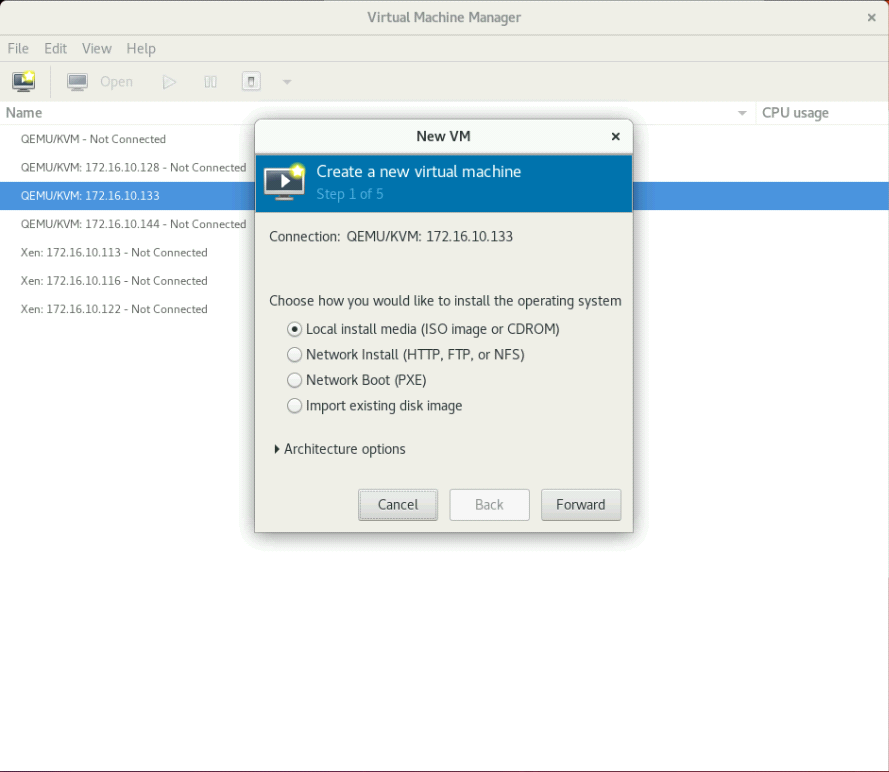 Virtual Machine Manager
File Edit View Help
Open
Name CPU usage
QEMU/KVM - Not Connected
QEMU/KVM: 172.16.10.128 - Not Connected
QEMU/KVM: 172.16.10.133
QEMU/KVM: 172.16.10.144 - Not Connected
Xen: 172.16.10.113 - Not Connected
Xen: 172.16.10.116 - Not Connected
Xen: 172.16.10.122 - Not Connected
New VM
Create a new virtual machine
Step 1 of 5
Connection: QEMU/KVM: 172.16.10.133
Choose how you would like to install the operating system
Local install media (ISO image or CDROM)
Network Install (HTTP, FTP, or NFS)
Network Boot (PXE)
Import existing disk image
Architecture options
Cancel Back Forward